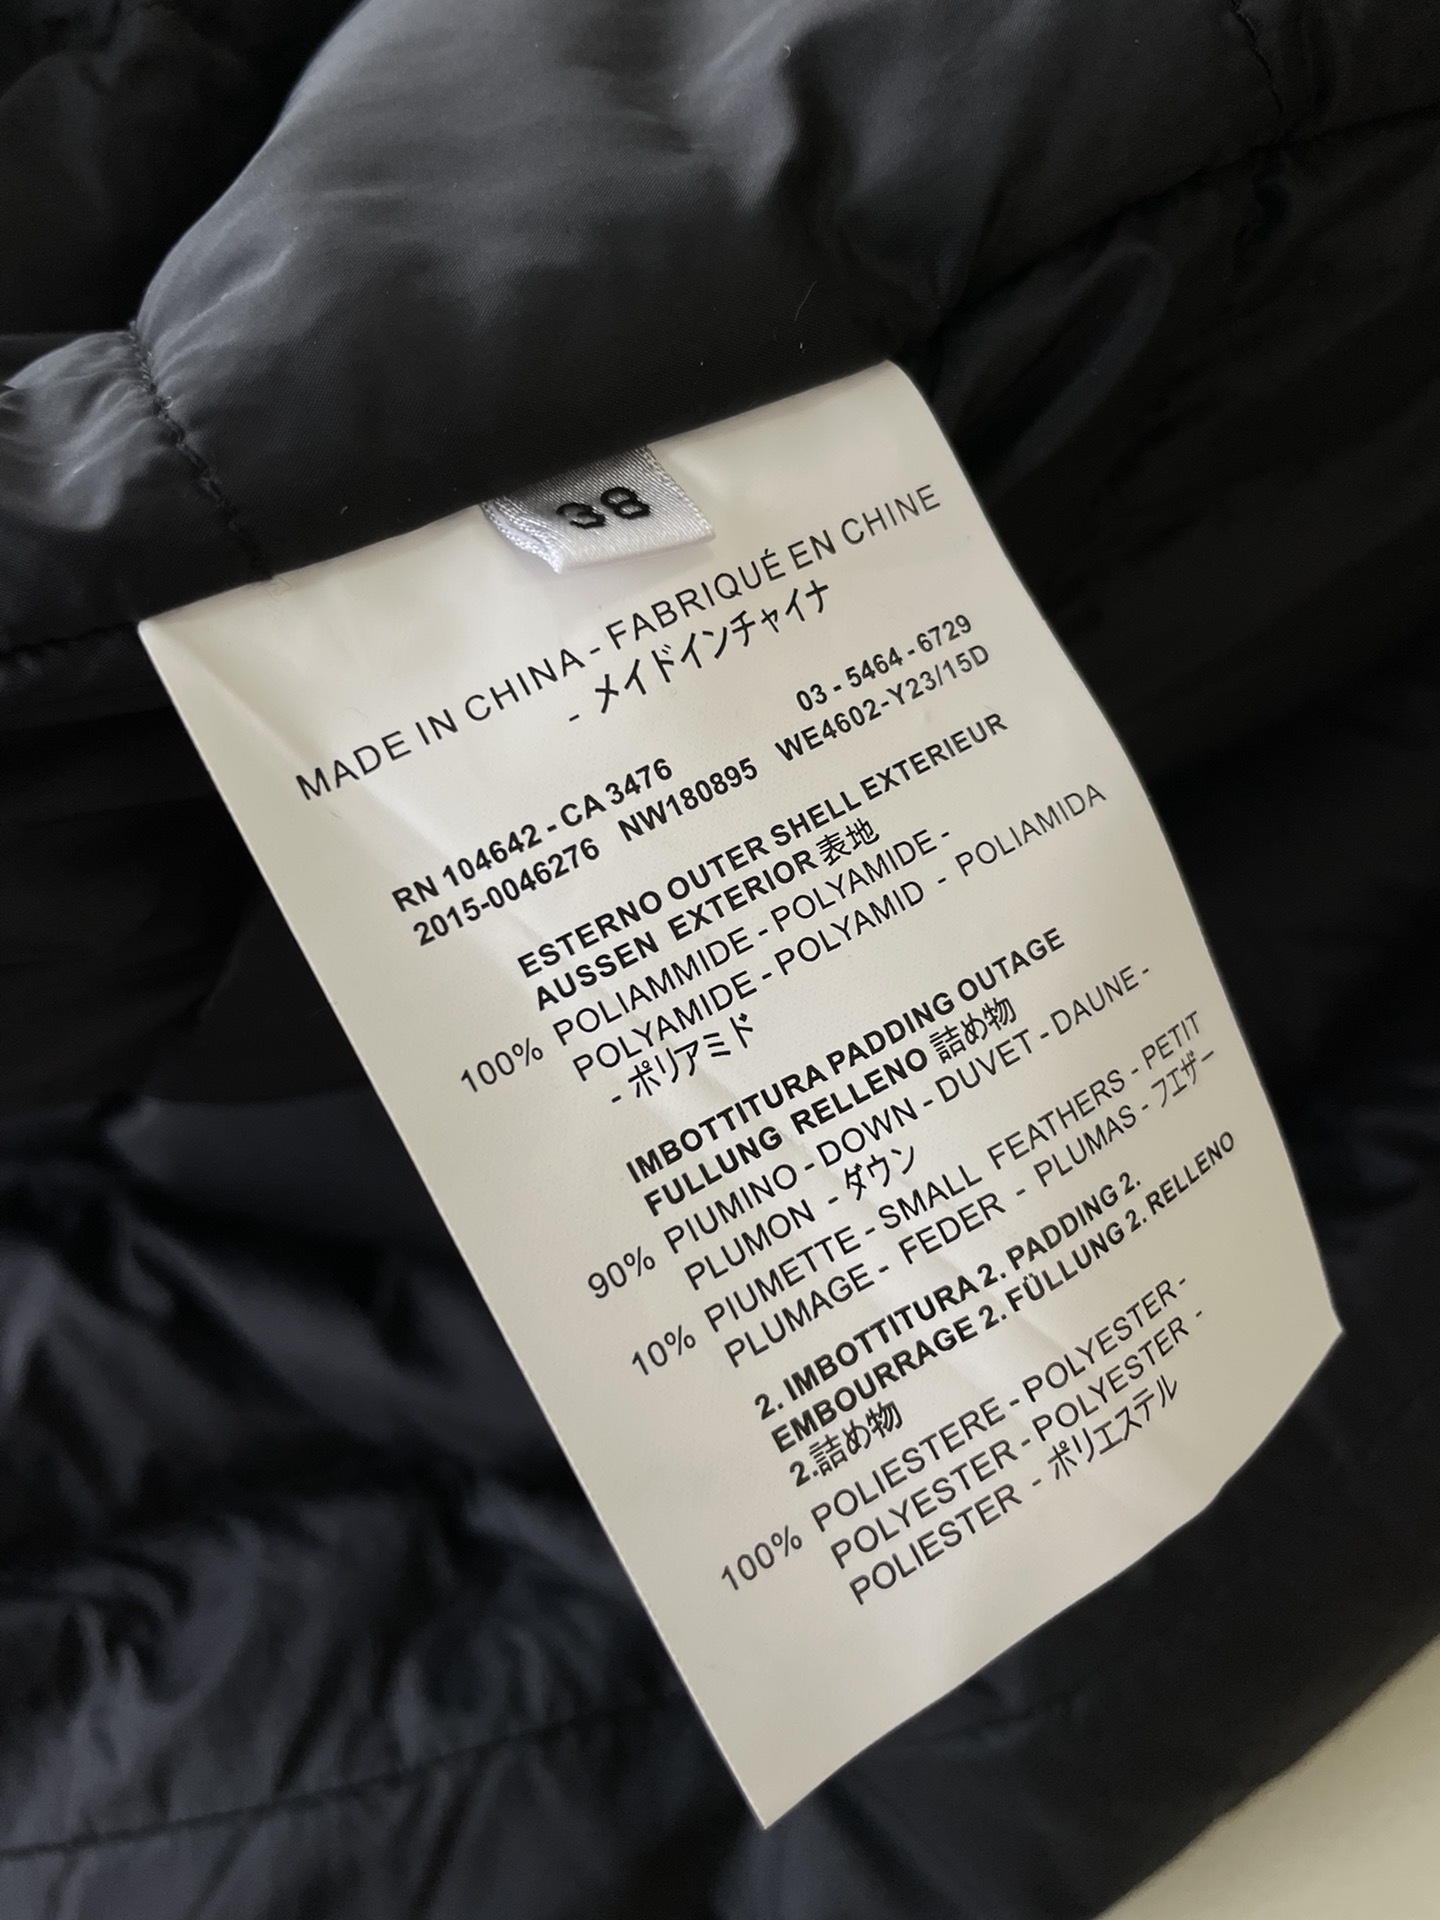 38
MADE IN CHINA - FABRIQUÉ EN CHINE
- メイドインチャイナ
03 - 5464 - 6729
RN 104642 - CA 3476
2015-0046276 NW180895 WE4602-Y23/15D
ESTERNO OUTER SHELL EXTERIEUR
AUSSEN EXTERIOR 表地
100% POLIAMMIDE - POLYAMIDE -
POLYAMIDE - POLYAMID - POLIAMIDA
- ポリアミド
IMBOTTITURA PADDING OUTAGE
FULLUNG RELLENO 詰め物
90% PIUMINO - DOWN - DUVET - DAUNE -
PLUMON - ダウン
10% PIUMETTE - SMALL FEATHERS - PETIT
PLUMAGE - FEDER - PLUMAS - フエザー
2. IMBOTTITURA 2. PADDING 2.
EMBOURRAGE 2. FÜLLUNG 2. RELLENO
2.詰め物
100% POLIESTERE - POLYESTER -
POLYESTER - POLYESTER -
POLIESTER - ポリエステル